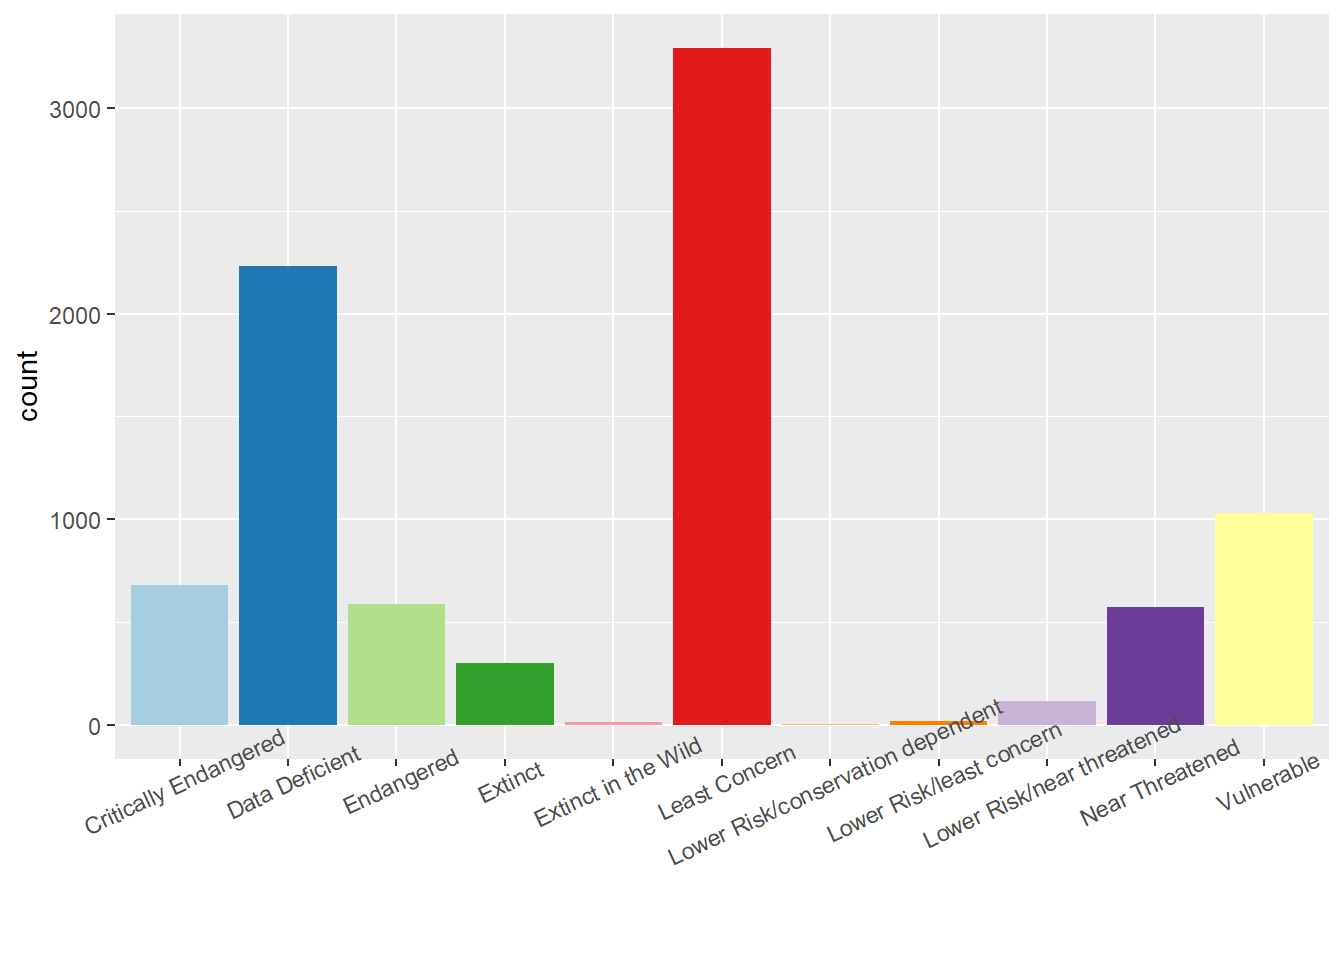 count
3000
2000
1000
0
Critically Endangered
Data Deficient
Endangered
Extinct
Extinct in the Wild
Least Concern
Lower Risk/conservation dependent
Lower Risk/least concern
Lower Risk/near threatened
Near Threatened
Vulnerable